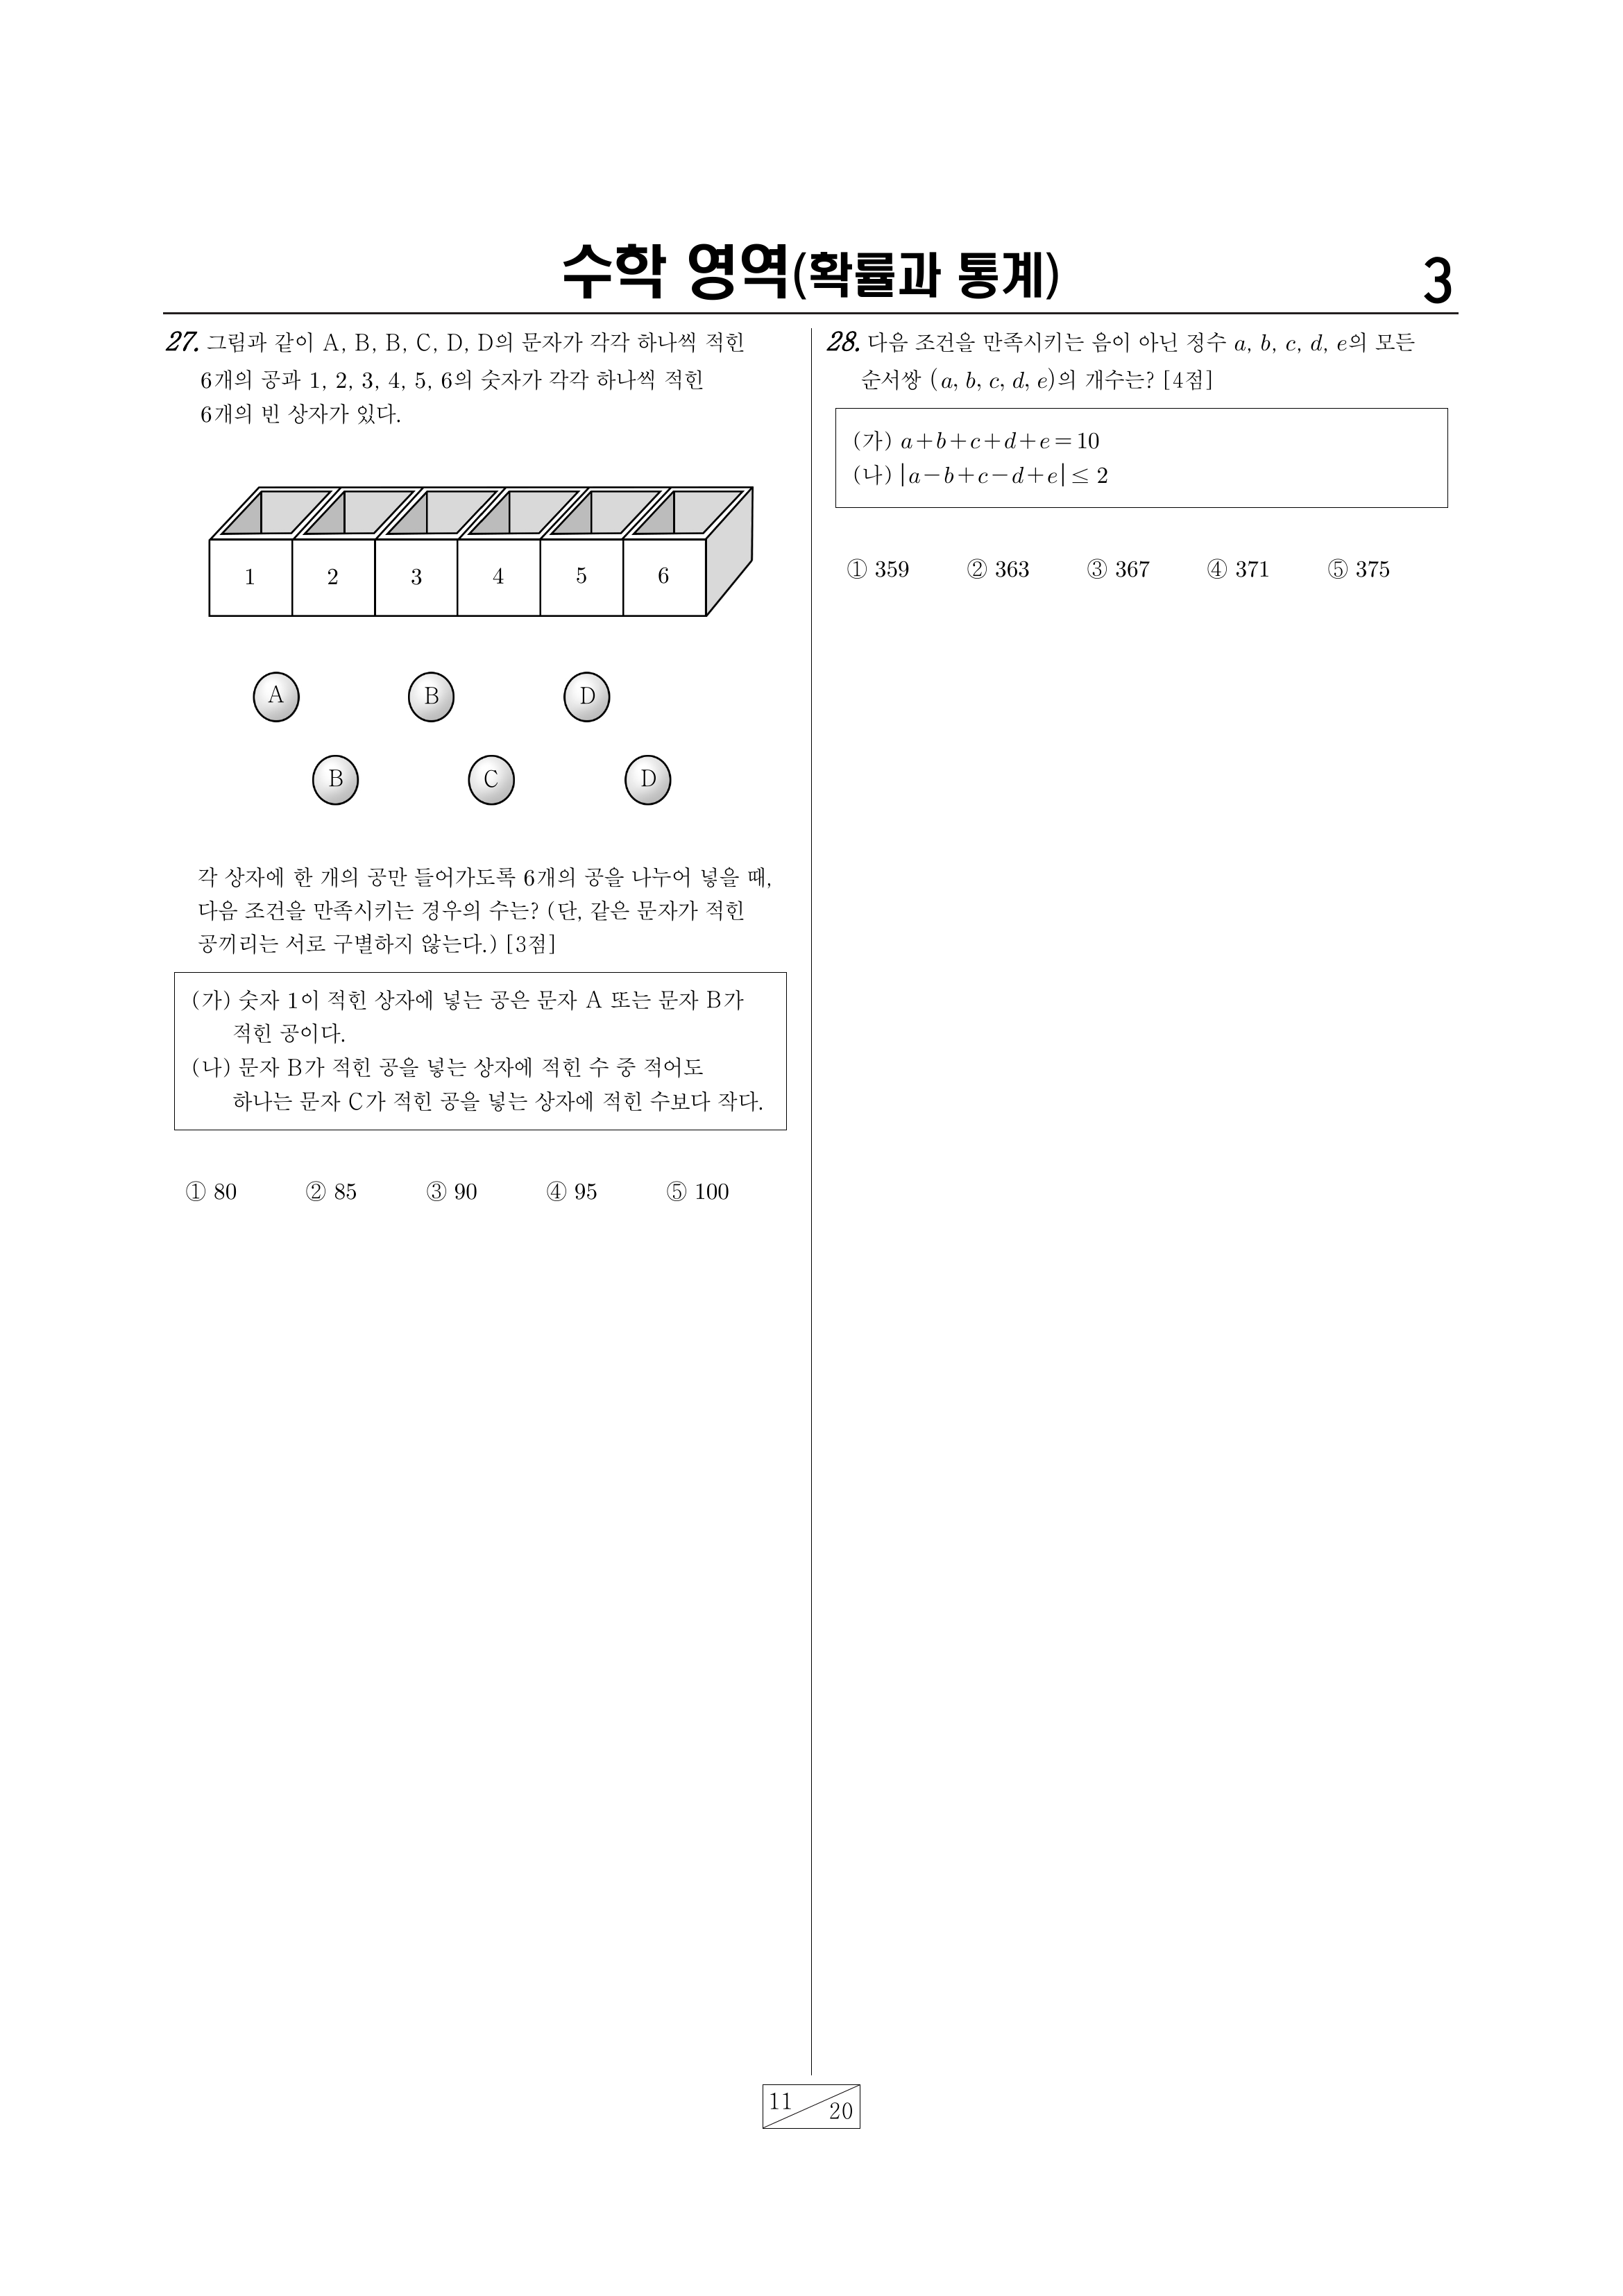 수학 영역(확률과 통계)
3
27. 그림과 같이 A, B, B, C, D, D의 문자가 각각 하나씩 적힌
6개의 공과 1, 2, 3, 4, 5, 6의 숫자가 각각 하나씩 적힌
6개의 빈 상자가 있다.
1 2 3 4 5 6
A B D
B C D
각 상자에 한 개의 공만 들어가도록 6개의 공을 나누어 넣을 때,
다음 조건을 만족시키는 경우의 수는? (단, 같은 문자가 적힌
공끼리는 서로 구별하지 않는다.) [3점]
(가) 숫자 1이 적힌 상자에 넣는 공은 문자 A 또는 문자 B가
적힌 공이다.
(나) 문자 B가 적힌 공을 넣는 상자에 적힌 수 중 적어도
하나는 문자 C가 적힌 공을 넣는 상자에 적힌 수보다 작다.
① 80 ② 85 ③ 90 ④ 95 ⑤ 100
28. 다음 조건을 만족시키는 음이 아닌 정수 a, b, c, d, e의 모든
순서쌍 (a, b, c, d, e)의 개수는? [4점]
(가) a+b+c+d+e=10
(나) |a-b+c-d+e|≤2
① 359 ② 363 ③ 367 ④ 371 ⑤ 375
11
20